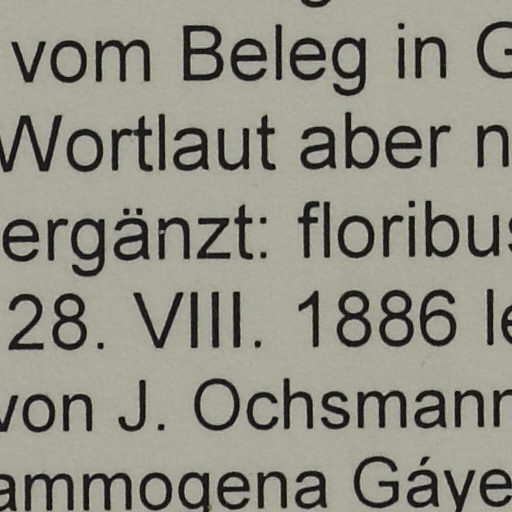 vom Beleg in G
Wortlaut aber n
ergänzt: floribus
28. VIII. 1886 le
von J. Ochsmann
ammogena Gáye